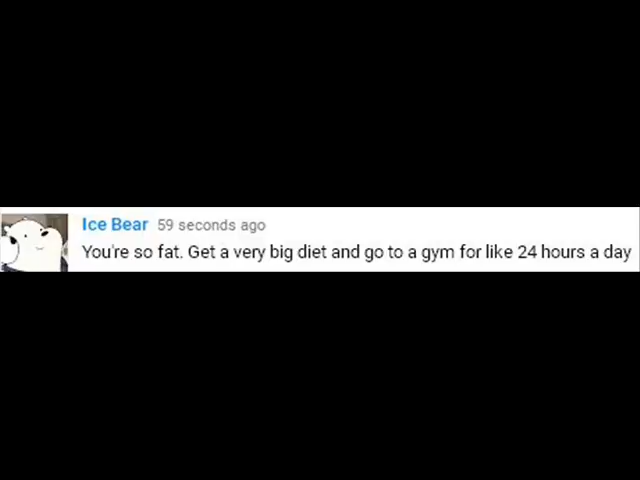 Ice Bear 59 seconds ago
You're so fat. Get a very big diet and go to a gym for like 24 hours a day